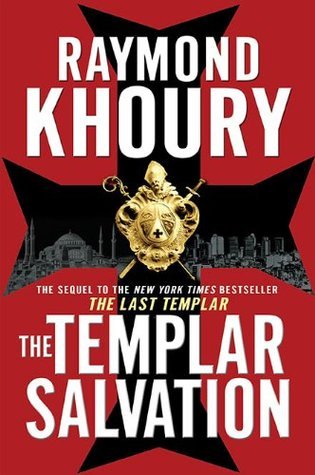 RAYMOND
KHOURY
THE SEQUEL TO THE NEW YORK TIMES BESTSELLER
THE LAST TEMPLAR
THE TEMPLAR
SALVATION